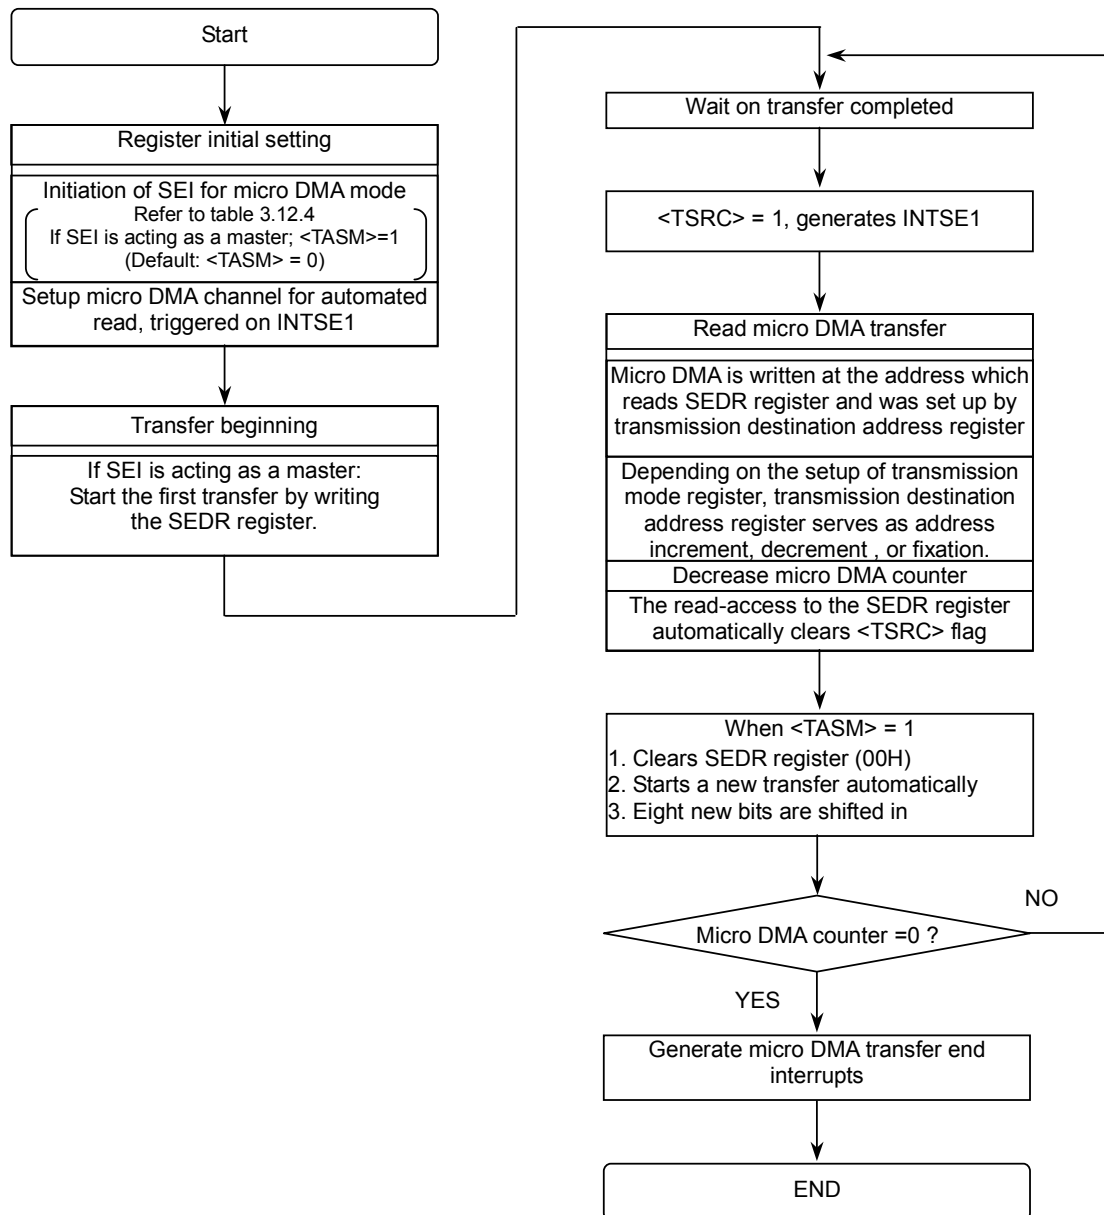 Start
Register initial setting
Initiation of SEI for micro DMA mode
Refer to table 3.12.4
If SEI is acting as a master; <TASM>=1
(Default: <TASM> = 0)
Setup micro DMA channel for automated
read, triggered on INTSE1
Transfer beginning
If SEI is acting as a master:
Start the first transfer by writing
the SEDR register.
Wait on transfer completed
<TSRC> = 1, generates INTSE1
Read micro DMA transfer
Micro DMA is written at the address which
reads SEDR register and was set up by
transmission destination address register
Depending on the setup of transmission
mode register, transmission destination
address register serves as address
increment, decrement , or fixation.
Decrease micro DMA counter
The read-access to the SEDR register
automatically clears <TSRC> flag
When <TASM> = 1
1. Clears SEDR register (00H)
2. Starts a new transfer automatically
3. Eight new bits are shifted in
NO
Micro DMA counter =0 ?
YES
Generate micro DMA transfer end
interrupts
END